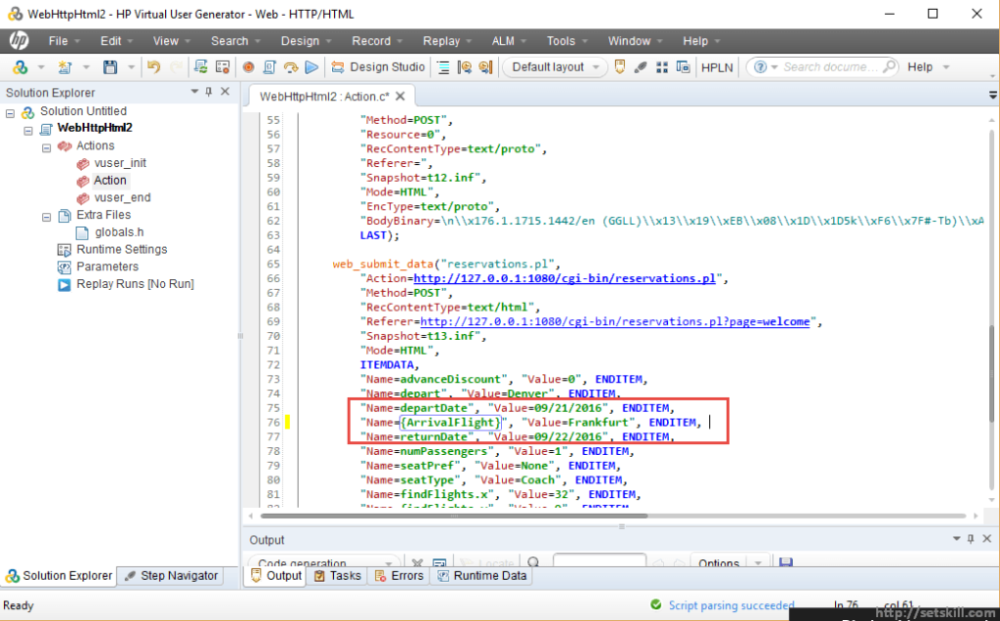 WebHttpHtml2 - HP Virtual User Generator - Web - HTTP/HTML
hp File Edit View Search Design Record Replay ALM Tools Window Help
Design Studio Default layout HPLN Search docume... Help
Solution Explorer
WebHttpHtml2 : Action.c*
Solution Untitled
WebHttpHtml2
Actions
vuser_init
Action
vuser_end
Extra Files
globals.h
Runtime Settings
Parameters
Replay Runs [No Run]
55 "Method=POST",
56 "Resource=0",
57 "RecContentType=text/proto",
58 "Referer=",
59 "Snapshot=t12.inf",
60 "Mode=HTML",
61 "EncType=text/proto",
62 "BodyBinary=\n\\x176.1.1715.1442/en (GGLL)\\x13\\x19\\xEB\\x08\\x1D\\x1D5k\\xF6\\x7F#-Tb)\\xA
63 LAST);
64
65 web_submit_data("reservations.pl",
66 "Action=http://127.0.0.1:1080/cgi-bin/reservations.pl",
67 "Method=POST",
68 "RecContentType=text/html",
69 "Referer=http://127.0.0.1:1080/cgi-bin/reservations.pl?page=welcome",
70 "Snapshot=t13.inf",
71 "Mode=HTML",
72 ITEMDATA,
73 "Name=advanceDiscount", "Value=0", ENDITEM,
74 "Name=depart", "Value=Denver", ENDITEM,
75 "Name=departDate", "Value=09/21/2016", ENDITEM,
76 "Name={ArrivalFlight}", "Value=Frankfurt", ENDITEM,
77 "Name=returnDate", "Value=09/22/2016", ENDITEM,
78 "Name=numPassengers", "Value=1", ENDITEM,
79 "Name=seatPref", "Value=None", ENDITEM,
80 "Name=seatType", "Value=Coach", ENDITEM,
81 "Name=findFlights.x", "Value=32", ENDITEM,
Output
Code generation Locate Options
Solution Explorer Step Navigator Output Tasks Errors Runtime Data
Ready Script parsing succeeded ln 76 col 61
http://setskill.com